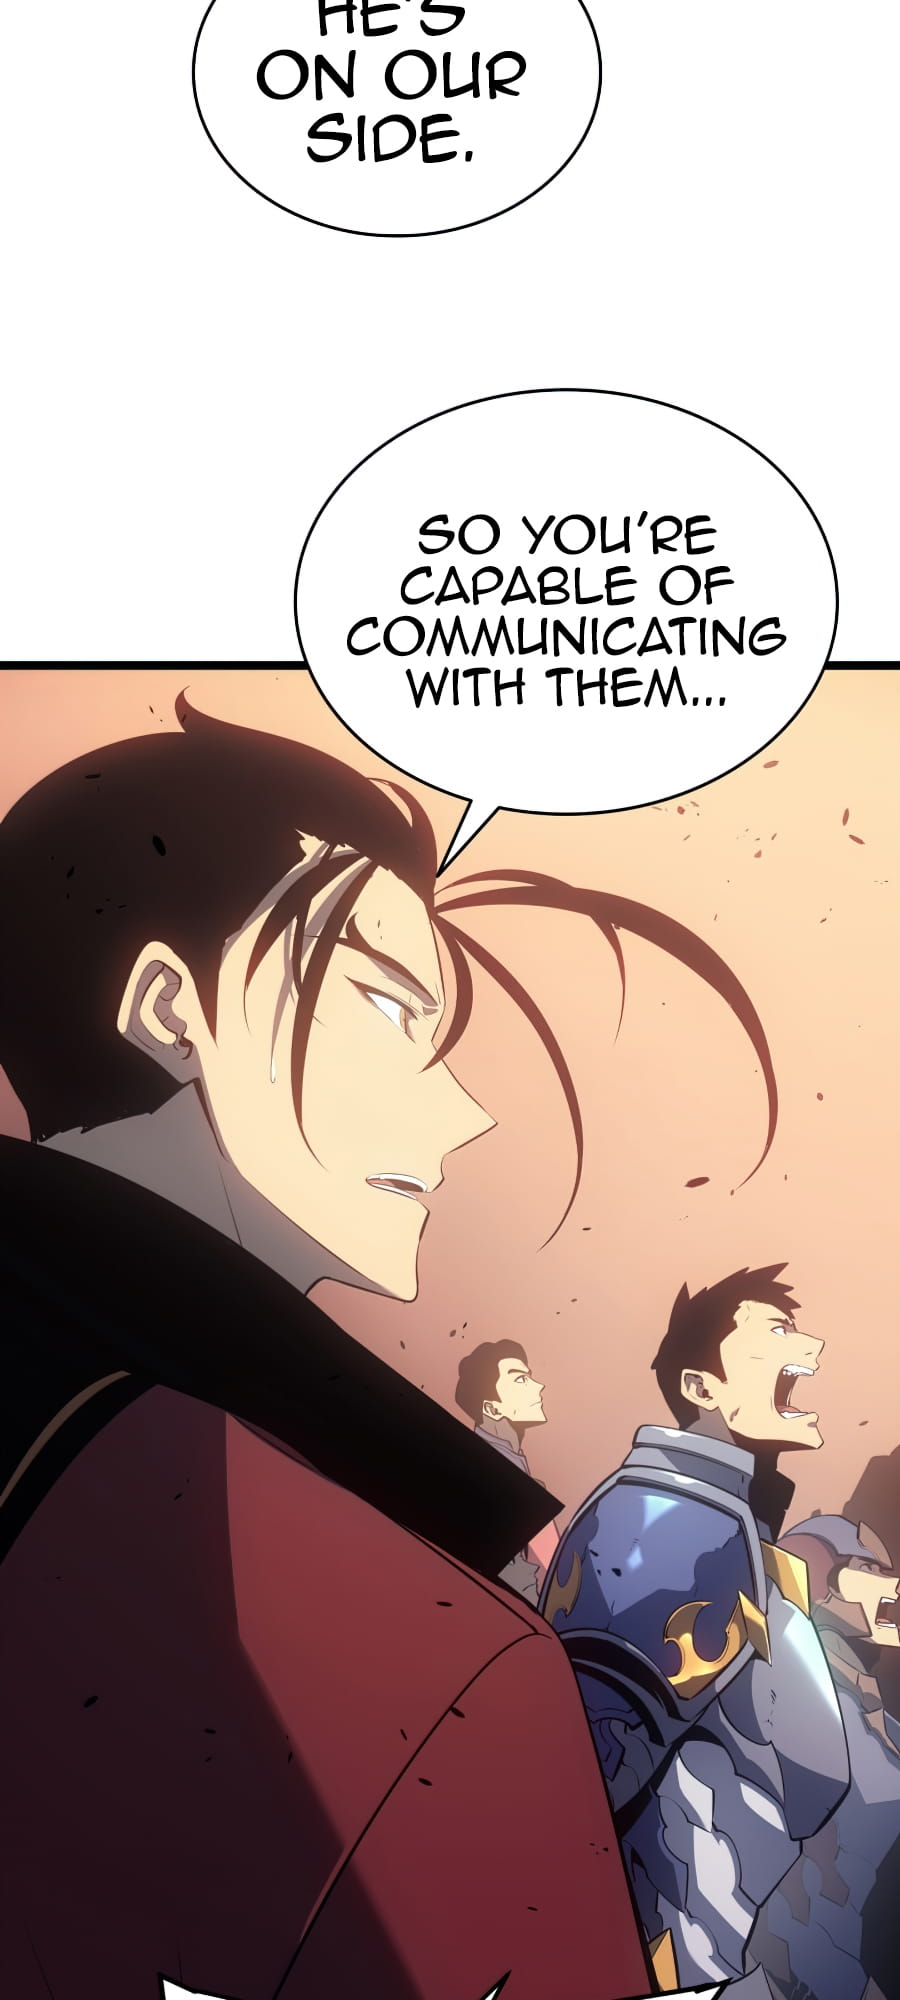 HE'S
ON OUR
SIDE.
SO YOU'RE
CAPABLE OF
COMMUNICATING
WITH THEM...